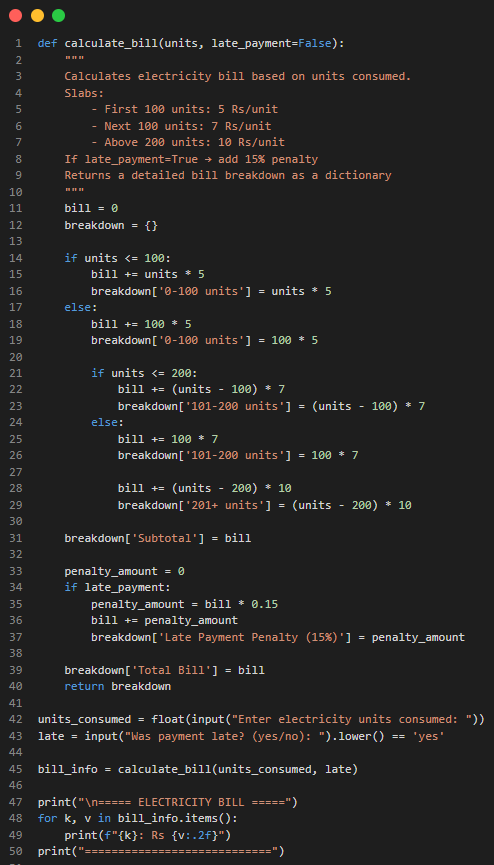 1 def calculate_bill(units, late_payment=False):
2     """
3     Calculates electricity bill based on units consumed.
4     Slabs:
5         - First 100 units: 5 Rs/unit
6         - Next 100 units: 7 Rs/unit
7         - Above 200 units: 10 Rs/unit
8     If late_payment=True → add 15% penalty
9     Returns a detailed bill breakdown as a dictionary
10     """
11     bill = 0
12     breakdown = {}
13
14     if units <= 100:
15         bill += units * 5
16         breakdown['0-100 units'] = units * 5
17     else:
18         bill += 100 * 5
19         breakdown['0-100 units'] = 100 * 5
20
21         if units <= 200:
22             bill += (units - 100) * 7
23             breakdown['101-200 units'] = (units - 100) * 7
24         else:
25             bill += 100 * 7
26             breakdown['101-200 units'] = 100 * 7
27
28             bill += (units - 200) * 10
29             breakdown['201+ units'] = (units - 200) * 10
30
31     breakdown['Subtotal'] = bill
32
33     penalty_amount = 0
34     if late_payment:
35         penalty_amount = bill * 0.15
36         bill += penalty_amount
37         breakdown['Late Payment Penalty (15%)'] = penalty_amount
38
39     breakdown['Total Bill'] = bill
40     return breakdown
41
42 units_consumed = float(input("Enter electricity units consumed: "))
43 late = input("Was payment late? (yes/no): ").lower() == 'yes'
44
45 bill_info = calculate_bill(units_consumed, late)
46
47 print("\n===== ELECTRICITY BILL =====")
48 for k, v in bill_info.items():
49     print(f"{k}: Rs {v:.2f}")
50 print("============================")